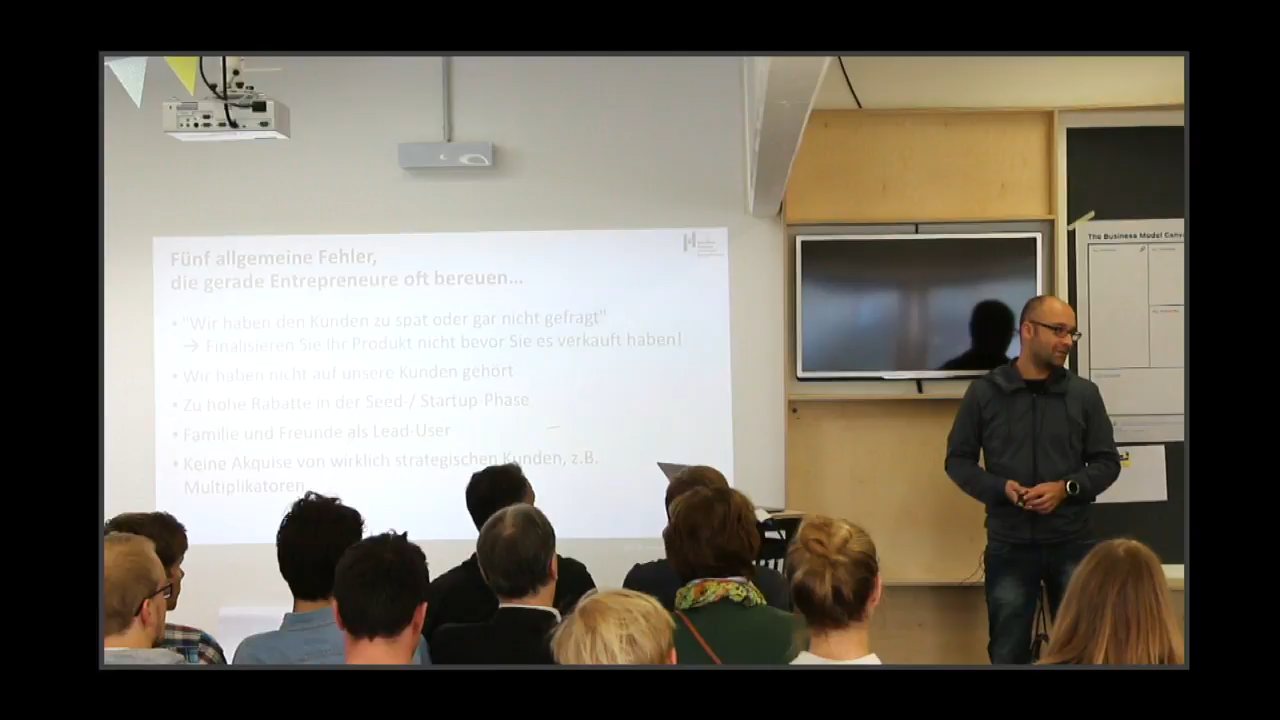 Fünf allgemeine Fehler,
die gerade Entrepreneure oft bereuen...
• "Wir haben den Kunden zu spät oder gar nicht gefragt"
→ Finalisieren Sie Ihr Produkt nicht bevor Sie es verkauft haben!
• Wir haben nicht auf unsere Kunden gehört
• Zu hohe Rabatte in der Seed-/ Startup-Phase
• Familie und Freunde als Lead-User
• Keine Akquise von wirklich strategischen Kunden, z.B.
Multiplikatoren
The Business Model Canv